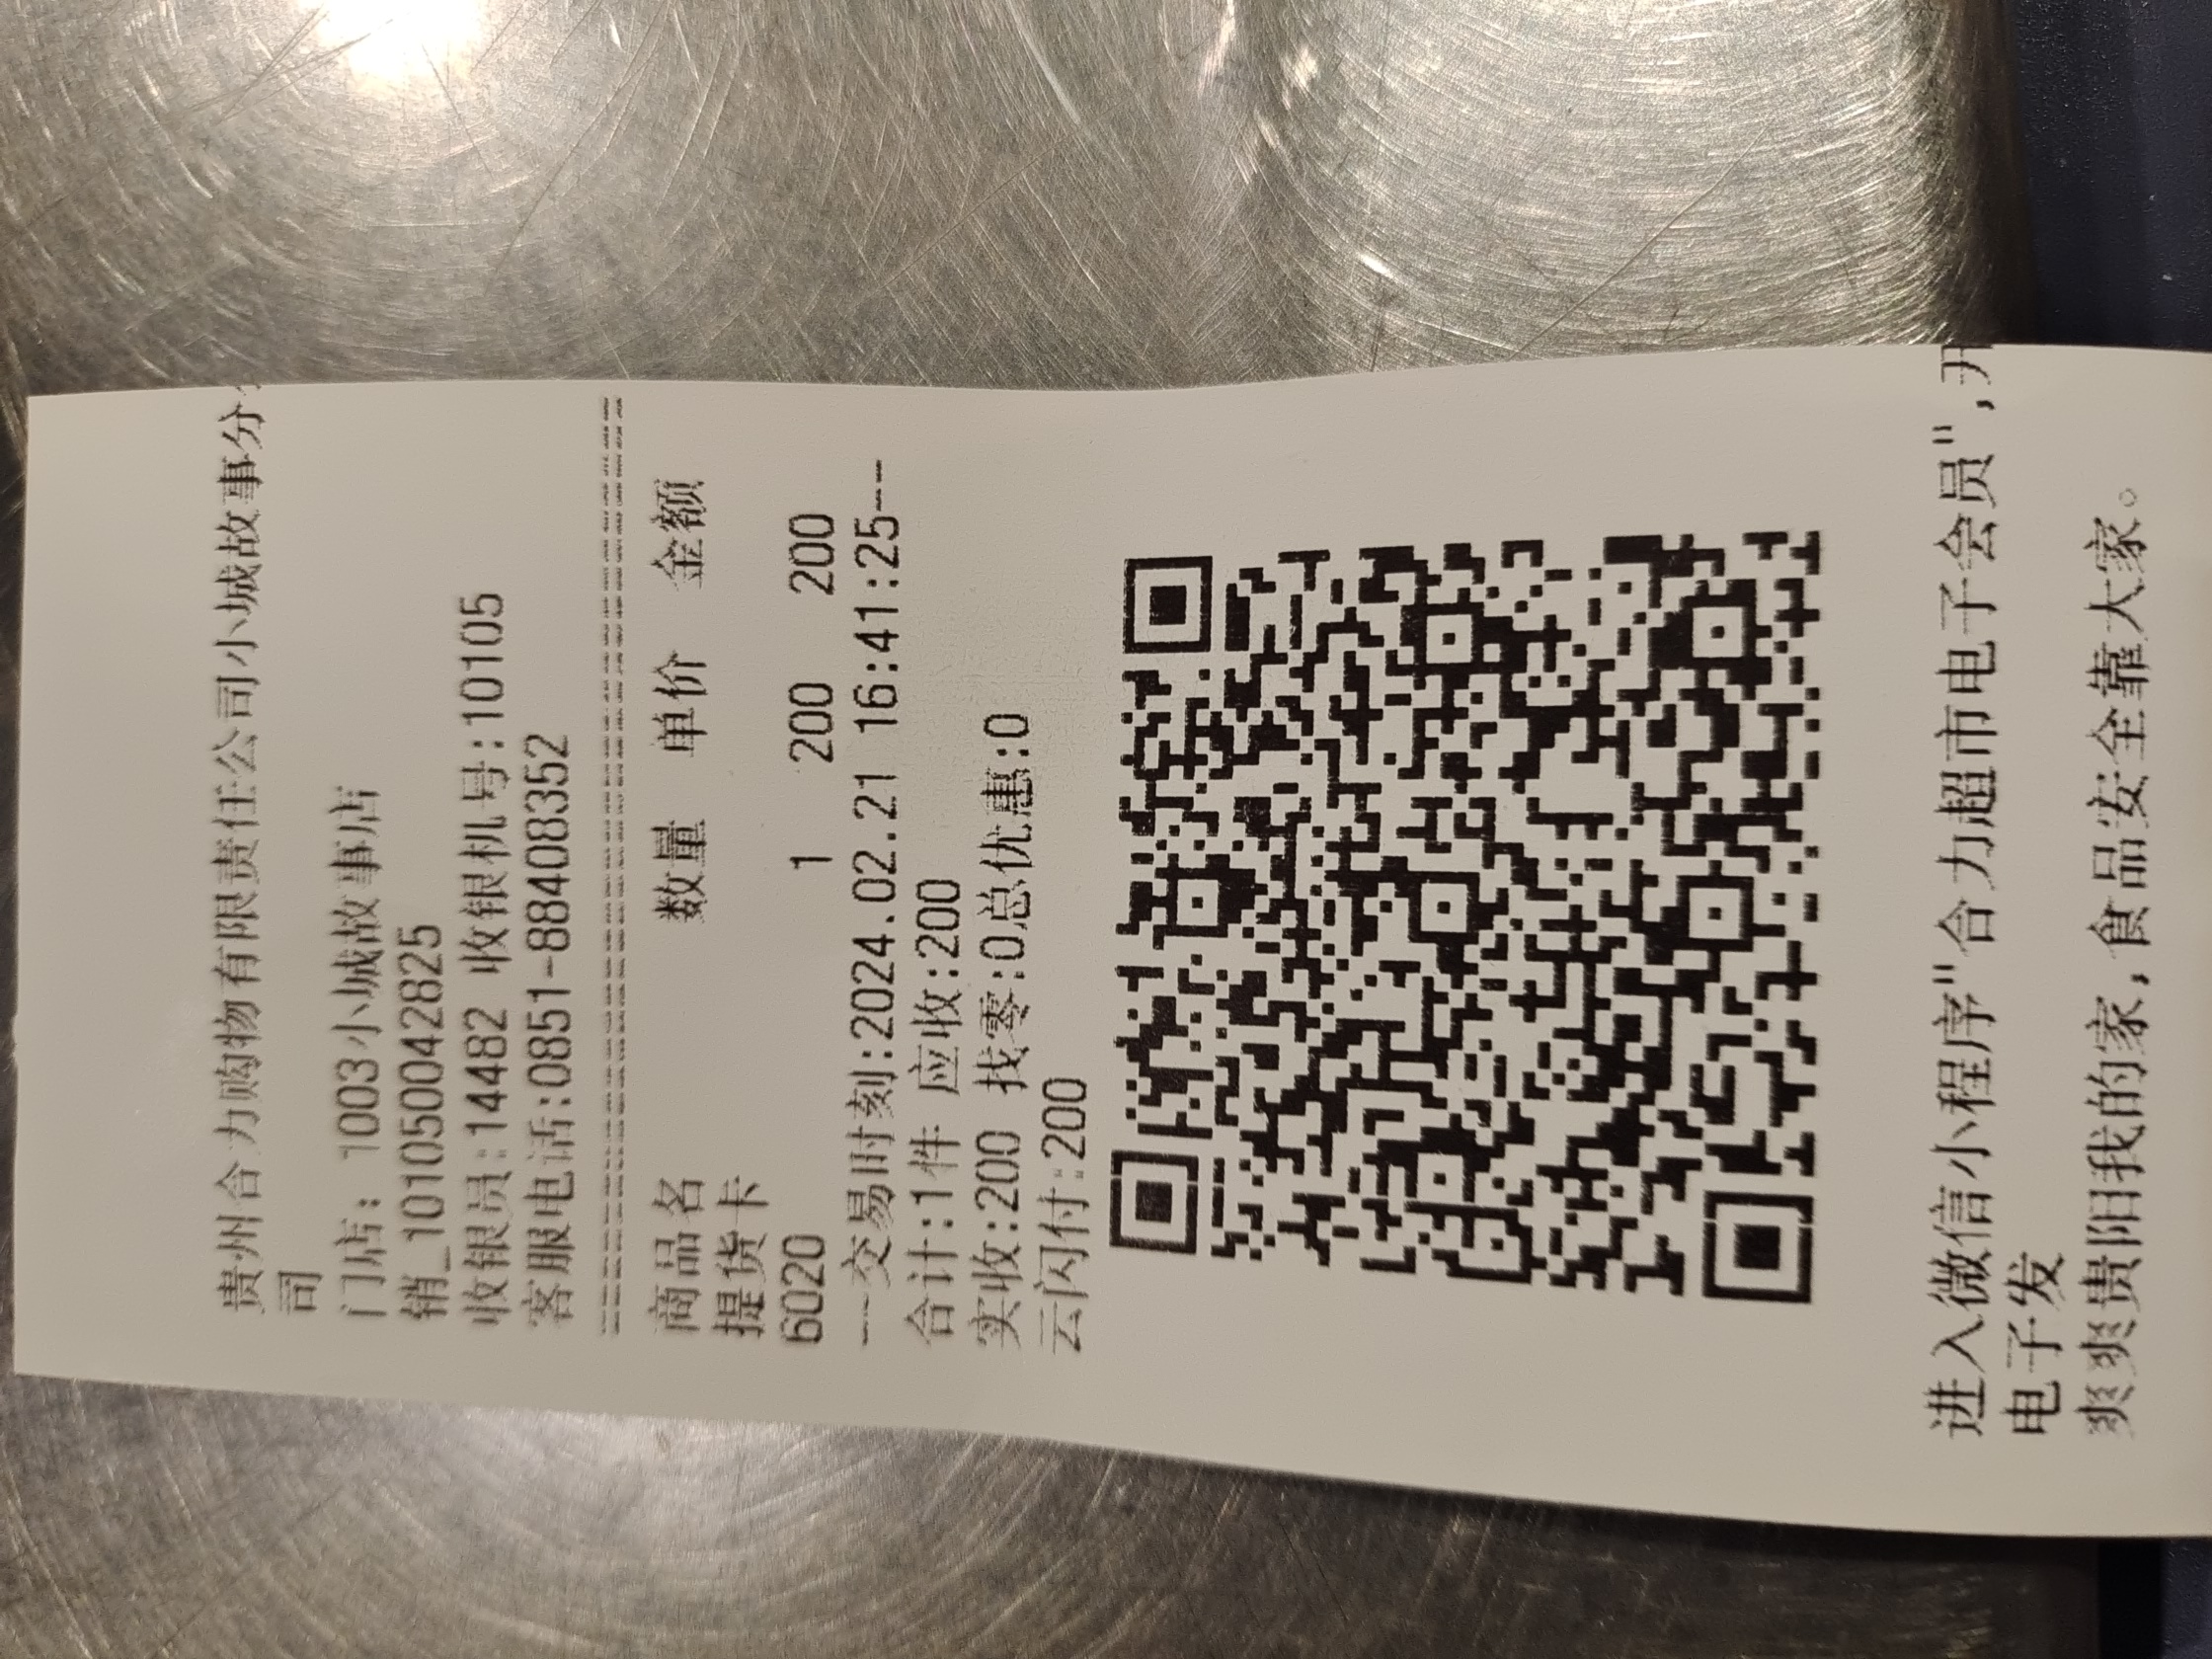 贵州合力购物有限责任公司小城故事分
司
门店: 1003小城故事店
销_1010500042825
收银员:14482 收银机号:10105
客服电话:0851-88408352
商品名 数量 单价 金额
提货卡
6020 1 200 200
---交易时刻:2024.02.21 16:41:25---
合计:1件 应收:200
实收:200 找零:0总优惠:0
云闪付:200
进入微信小程序"合力超市电子会员",开
电子发
爽爽贵阳我的家,食品安全靠大家。